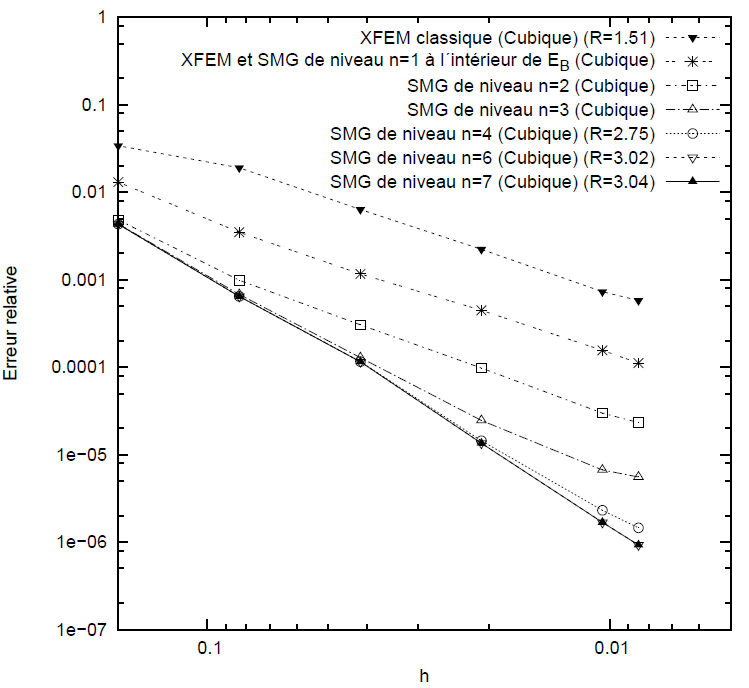 1
0.1
0.01
0.001
0.0001
1e-05
1e-06
1e-07
Erreur relative
XFEM classique (Cubique) (R=1.51)
XFEM et SMG de niveau n=1 à l´intérieur de E_B (Cubique)
SMG de niveau n=2 (Cubique)
SMG de niveau n=3 (Cubique)
SMG de niveau n=4 (Cubique) (R=2.75)
SMG de niveau n=6 (Cubique) (R=3.02)
SMG de niveau n=7 (Cubique) (R=3.04)
0.1
0.01
h